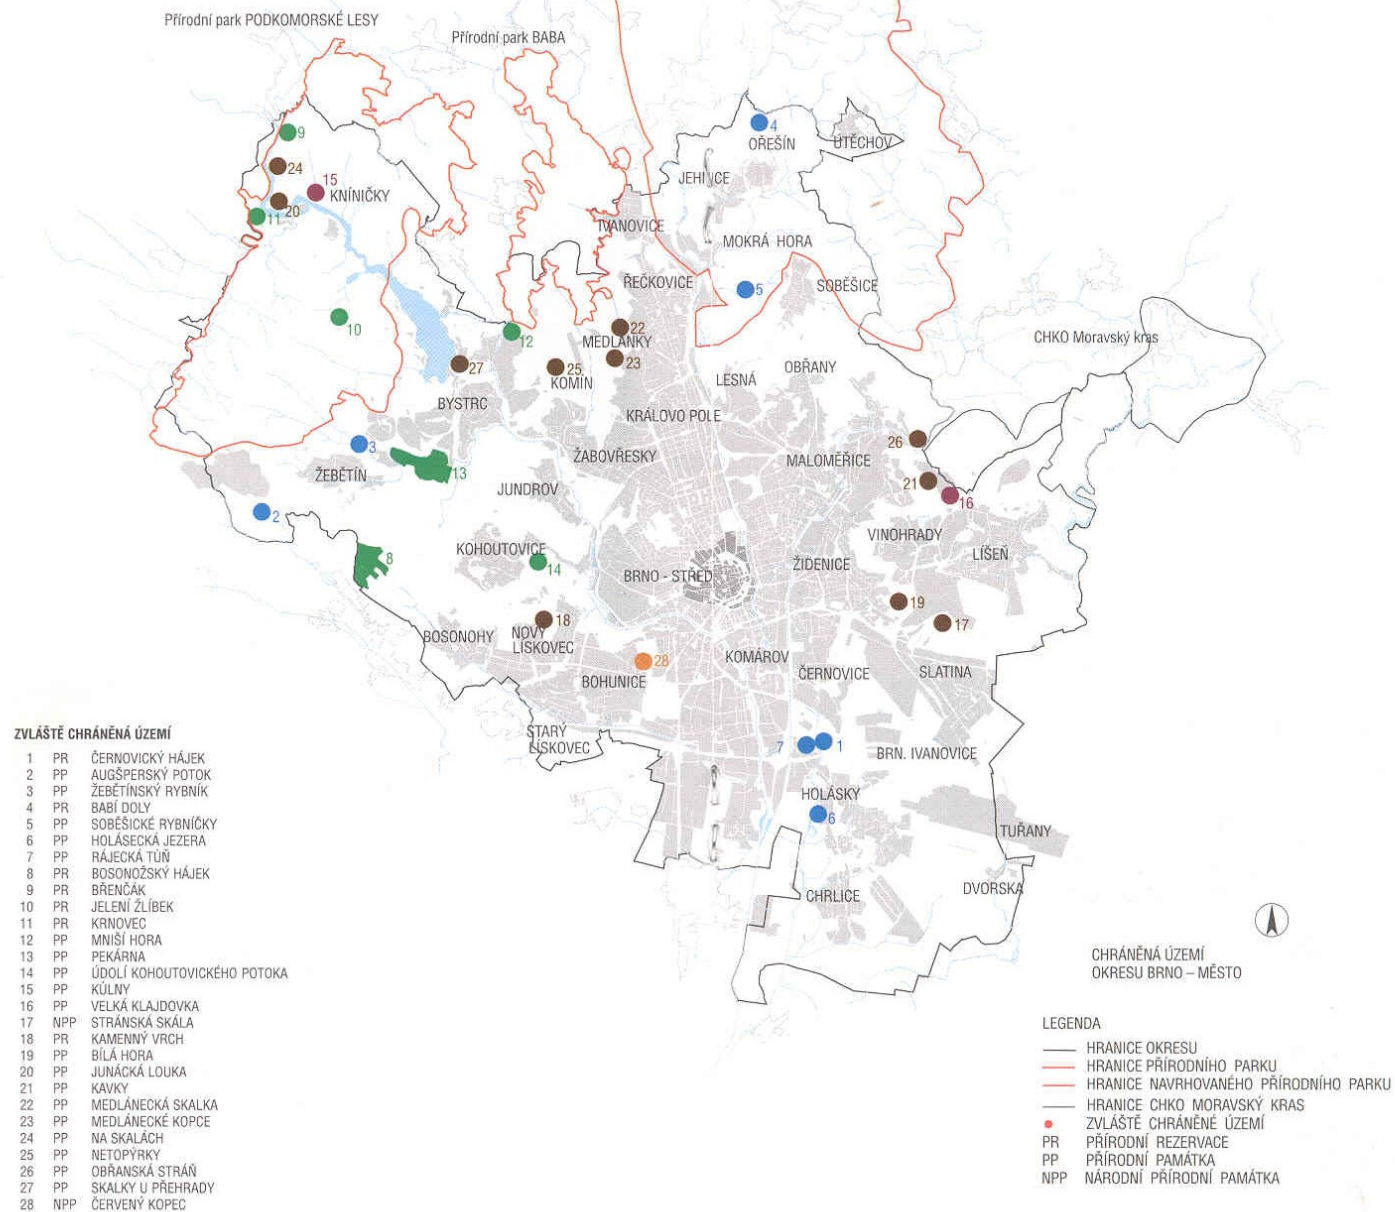 Přírodní park PODKOMORSKÉ LESY
Přírodní park BABA
9
4
OŘEŠÍN
ÚTĚCHOV
24
15
JEHNICE
KNÍNIČKY
20
11
IVANOVICE
MOKRÁ HORA
ŘEČKOVICE
SOBĚŠICE
5
10
22
12
MEDLÁNKY
CHKO Moravský kras
27
25
23
KOMÍN
LESNÁ
OBŘANY
BYSTRC
KRÁLOVO POLE
3
26
ŽABOVŘESKY
MALOMĚŘICE
ŽEBĚTÍN
13
21
JUNDROV
16
2
VINOHRADY
KOHOUTOVICE
LÍŠEŇ
8
14
BRNO - STŘED
ŽIDENICE
19
18
17
BOSONOHY
NOVÝ
LÍSKOVEC
28
KOMÁROV
ČERNOVICE
SLATINA
BOHUNICE
STARÝ
LÍSKOVEC
7
1
BRN. IVANOVICE
HOLÁSKY
6
TUŘANY
CHRLICE
DVORSKA
ZVLÁŠTĚ CHRÁNĚNÁ ÚZEMÍ
1 PR ČERNOVICKÝ HÁJEK
2 PP AUGŠPERSKÝ POTOK
3 PP ŽEBĚTÍNSKÝ RYBNÍK
4 PR BABÍ DOLY
5 PP SOBĚŠICKÉ RYBNÍČKY
6 PP HOLÁSECKÁ JEZERA
7 PP RÁJECKÁ TŮŇ
8 PR BOSONOŽSKÝ HÁJEK
9 PR BŘENČÁK
10 PR JELENÍ ŽLÍBEK
11 PR KRNOVEC
12 PP MNIŠÍ HORA
13 PP PEKÁRNA
14 PP ÚDOLÍ KOHOUTOVICKÉHO POTOKA
15 PP KŮLNY
16 PP VELKÁ KLAJDOVKA
17 NPP STRÁNSKÁ SKÁLA
18 PR KAMENNÝ VRCH
19 PP BÍLÁ HORA
20 PP JUNÁCKÁ LOUKA
21 PP KAVKY
22 PP MEDLÁNECKÁ SKALKA
23 PP MEDLÁNECKÉ KOPCE
24 PP NA SKALÁCH
25 PP NETOPÝRKY
26 PP OBŘANSKÁ STRÁŇ
27 PP SKALKY U PŘEHRADY
28 NPP ČERVENÝ KOPEC
CHRÁNĚNÁ ÚZEMÍ
OKRESU BRNO – MĚSTO
LEGENDA
HRANICE OKRESU
HRANICE PŘÍRODNÍHO PARKU
HRANICE NAVRHOVANÉHO PŘÍRODNÍHO PARKU
HRANICE CHKO MORAVSKÝ KRAS
ZVLÁŠTĚ CHRÁNĚNÉ ÚZEMÍ
PR PŘÍRODNÍ REZERVACE
PP PŘÍRODNÍ PAMÁTKA
NPP NÁRODNÍ PŘÍRODNÍ PAMÁTKA